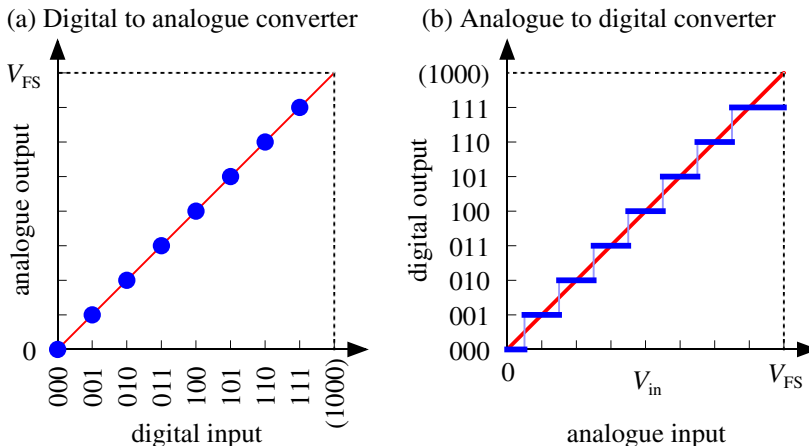 (a) Digital to analogue converter
V_FS
analogue output
0
000 001 010 011 100 101 110 111 (1000)
digital input
(b) Analogue to digital converter
(1000)
111
110
101
100
011
010
001
000
digital output
0 V_in V_FS
analogue input